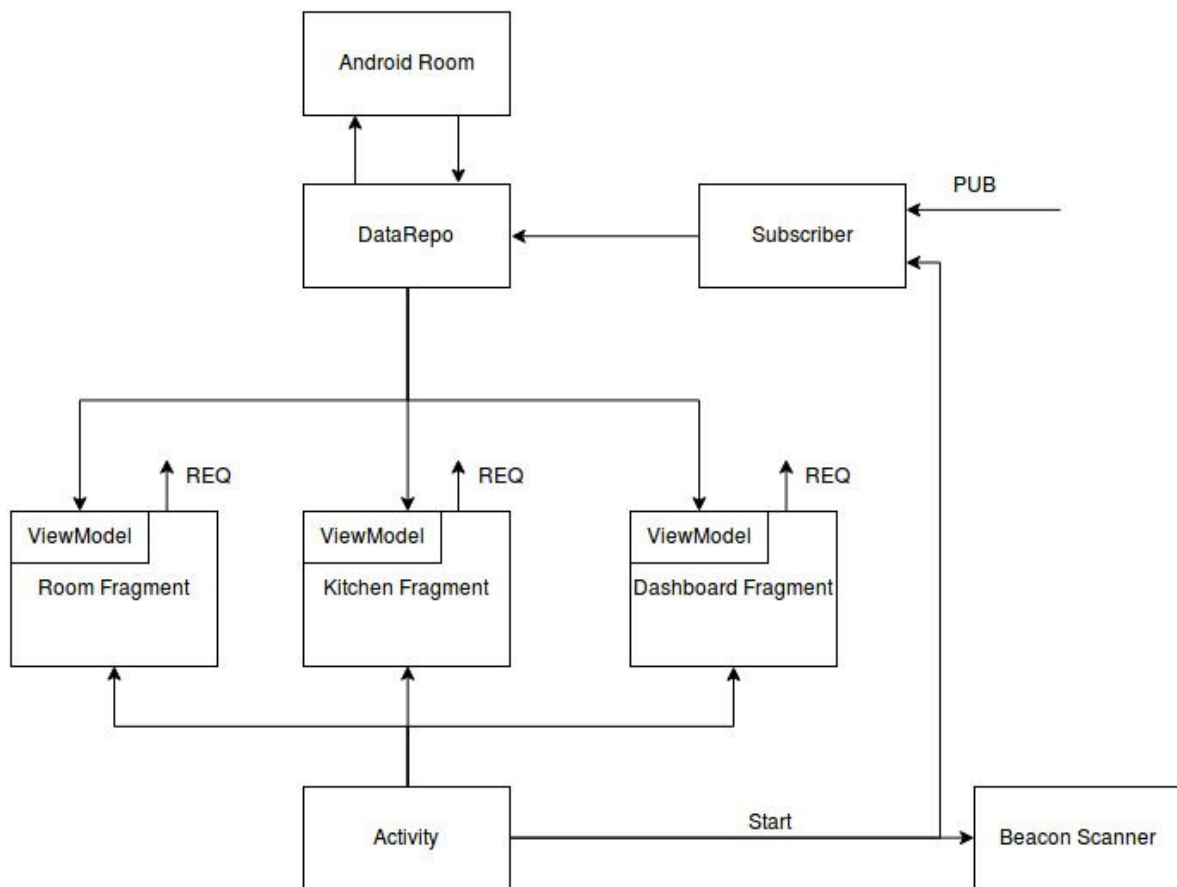 Android Room
PUB
DataRepo
Subscriber
REQ
REQ
REQ
ViewModel
ViewModel
ViewModel
Room Fragment
Kitchen Fragment
Dashboard Fragment
Start
Activity
Beacon Scanner